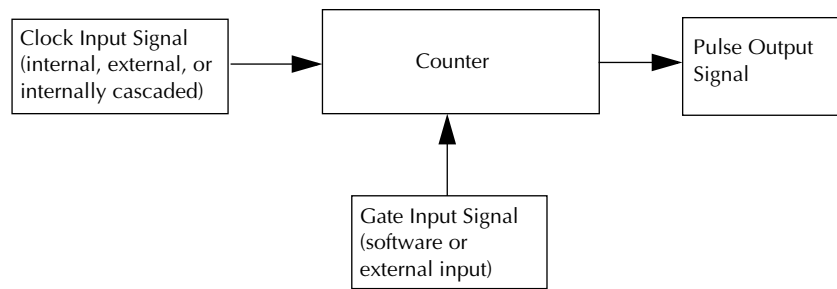 Clock Input Signal
(internal, external, or
internally cascaded)
Counter
Pulse Output
Signal
Gate Input Signal
(software or
external input)